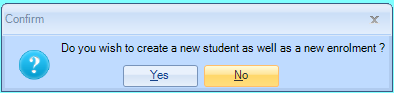 Confirm
Do you wish to create a new student as well as a new enrolment ?
Yes No